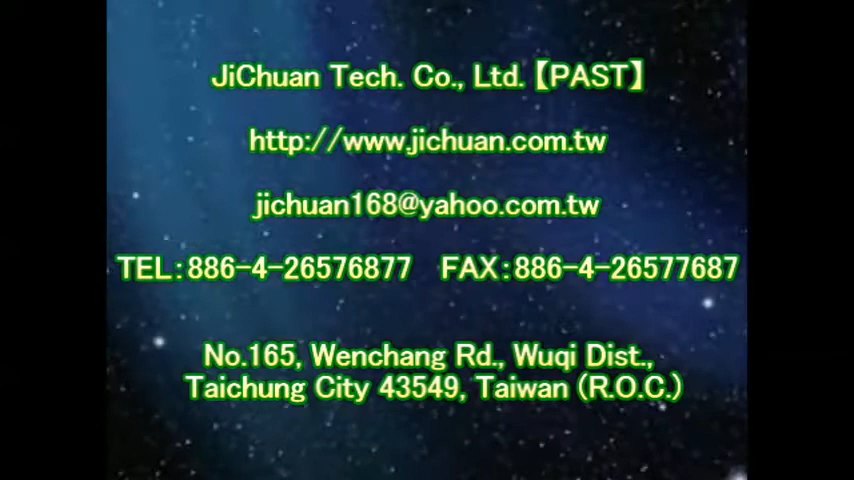 JiChuan Tech. Co., Ltd.【PAST】
http://www.jichuan.com.tw
jichuan168@yahoo.com.tw
TEL:886-4-26576877 FAX:886-4-26577687
No.165, Wenchang Rd., Wuqi Dist.,
Taichung City 43549, Taiwan (R.O.C.)